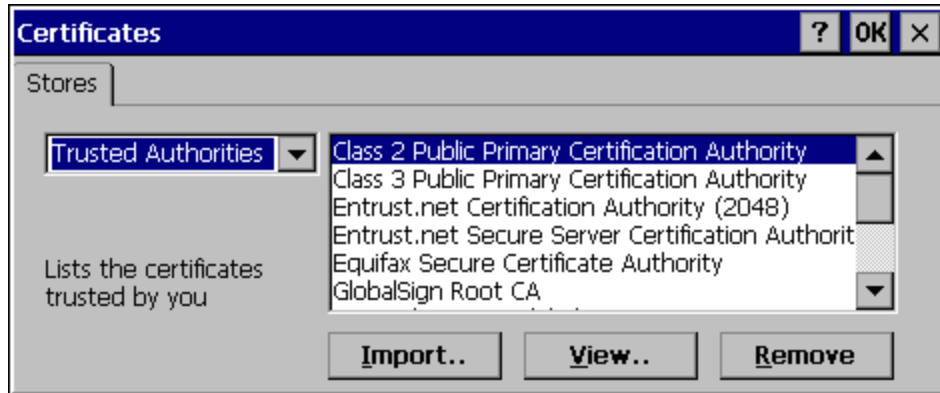 Certificates ? OK ×
Stores
Trusted Authorities
Class 2 Public Primary Certification Authority
Class 3 Public Primary Certification Authority
Entrust.net Certification Authority (2048)
Entrust.net Secure Server Certification Authorit
Equifax Secure Certificate Authority
GlobalSign Root CA
Lists the certificates
trusted by you
Import.. View.. Remove